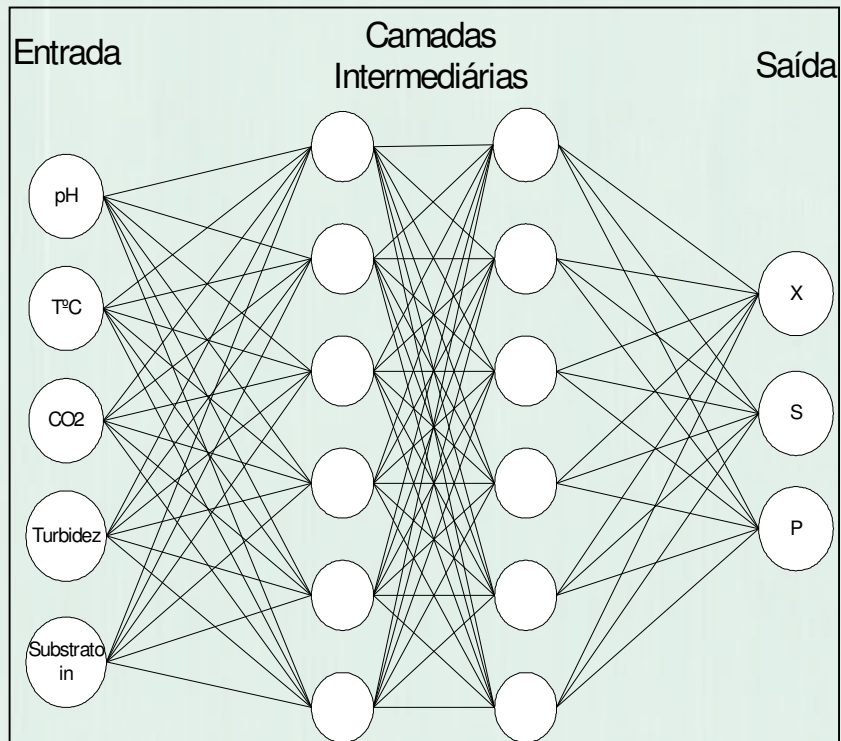 Entrada
Camadas
Intermediárias
Saída
pH
TºC
CO2
Turbidez
Substrato
in
X
S
P